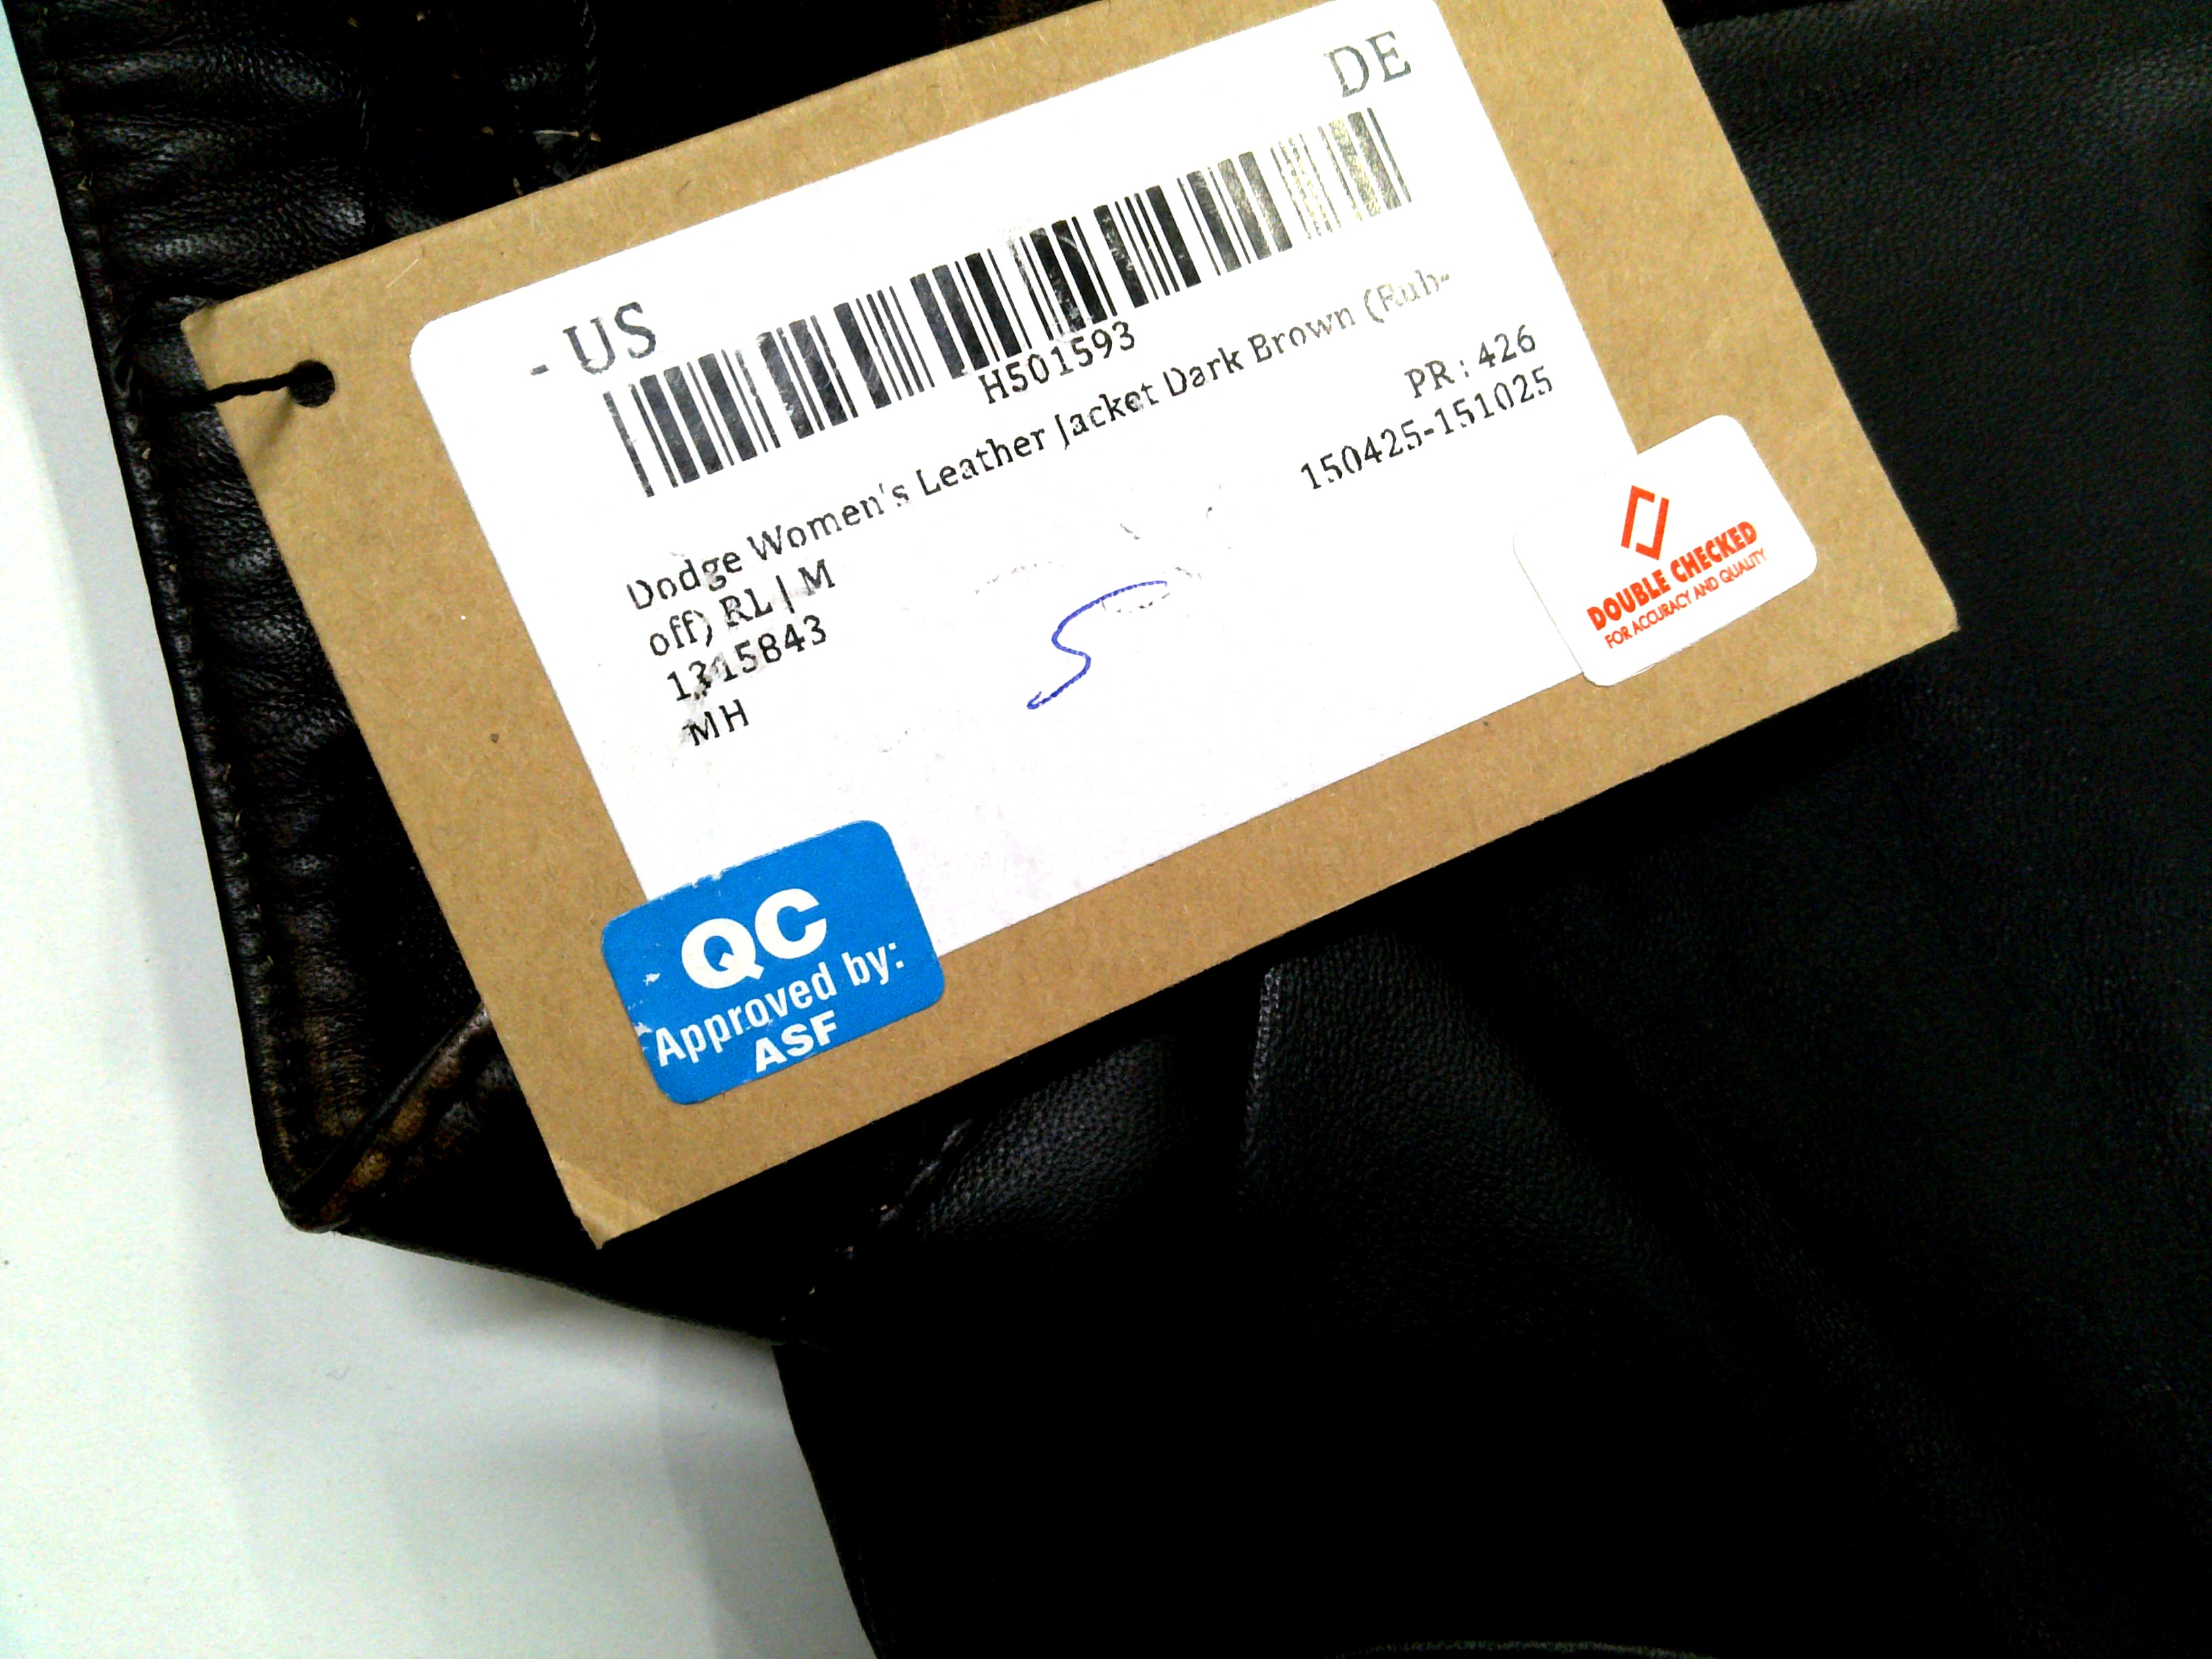 - US
DE
H501593
Dodge Women's Leather Jacket Dark Brown (Rub-
off) RL | M
PR : 426
1315843
150425-151025
MH
S
DOUBLE CHECKED
FOR ACCURACY AND QUALITY
QC
Approved by:
ASF